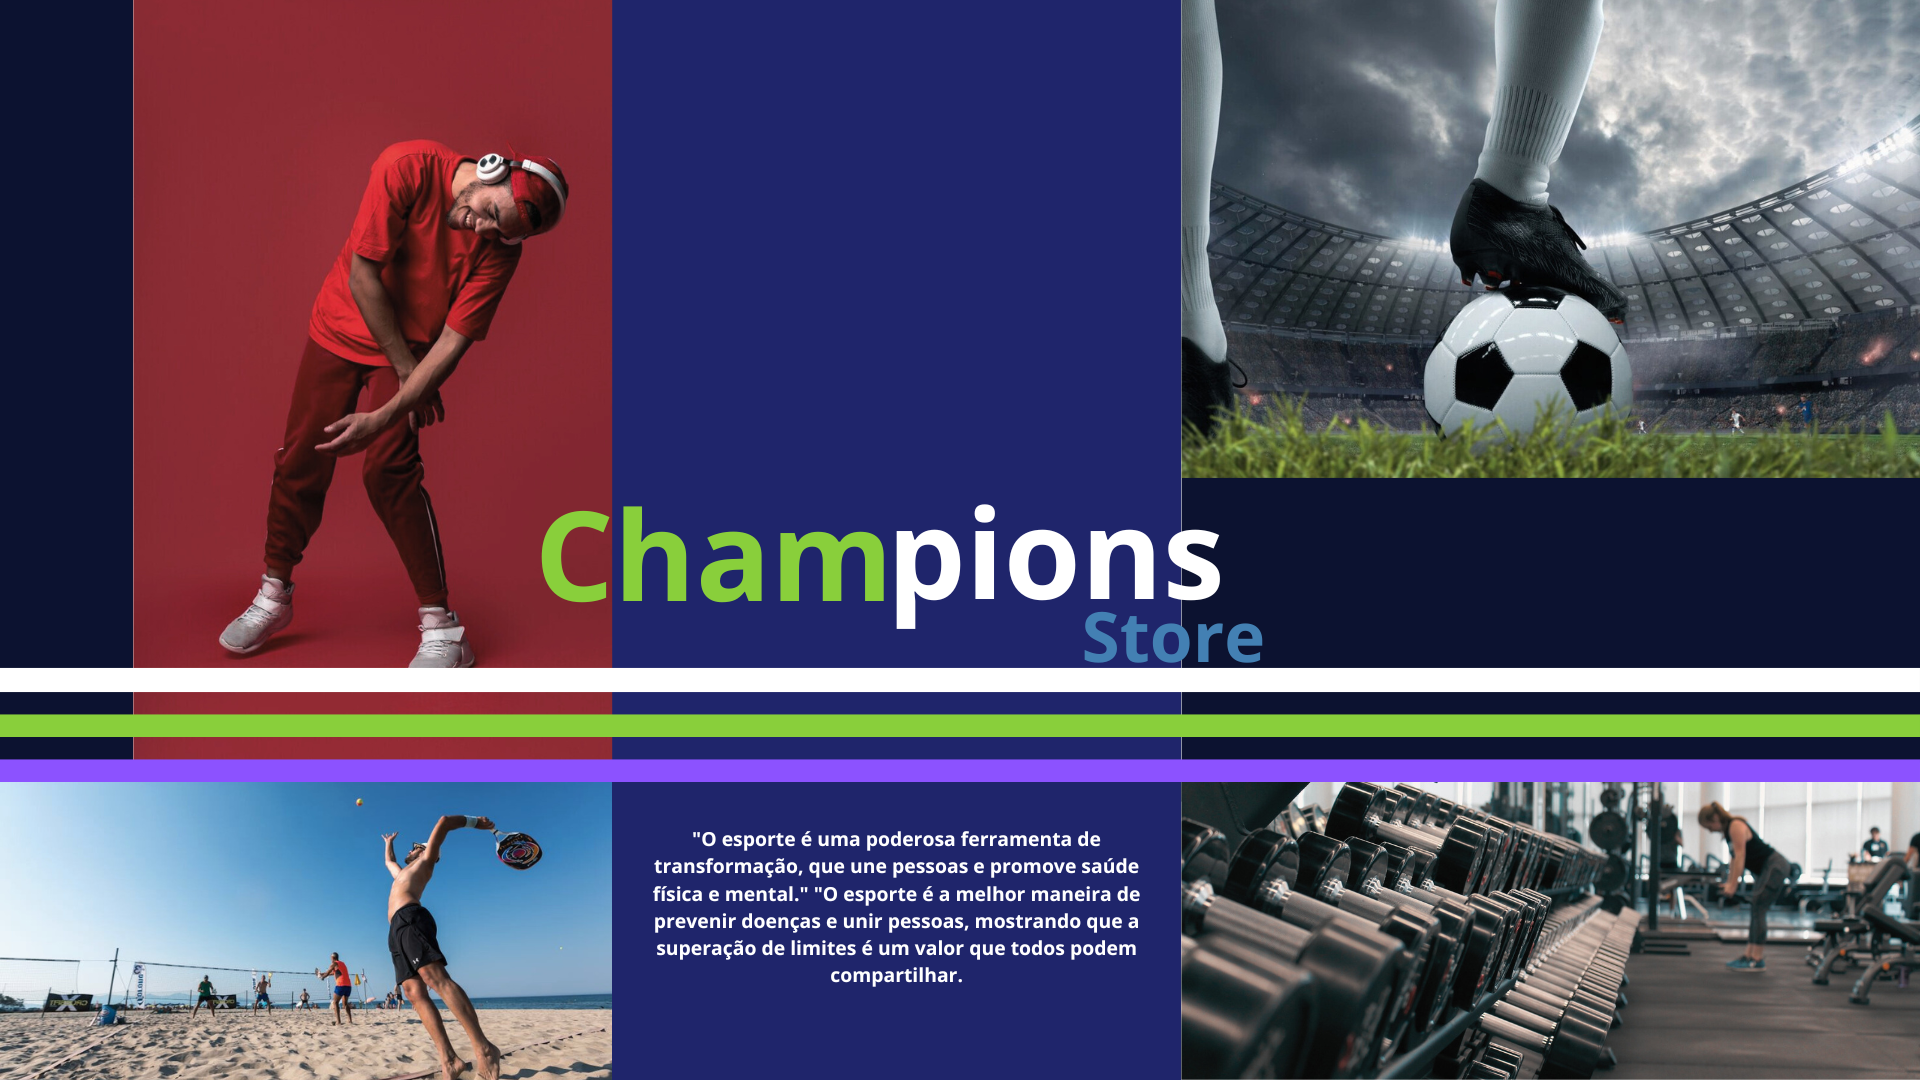 Champions
Store
"O esporte é uma poderosa ferramenta de
transformação, que une pessoas e promove saúde
física e mental." "O esporte é a melhor maneira de
prevenir doenças e unir pessoas, mostrando que a
superação de limites é um valor que todos podem
compartilhar.